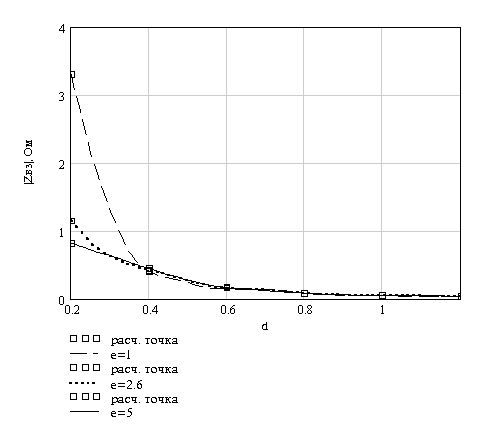 4
3
2
1
0
|Zвз|, Ом
0.2
0.4
0.6
0.8
1
d
расч. точка
e=1
расч. точка
e=2.6
расч. точка
e=5